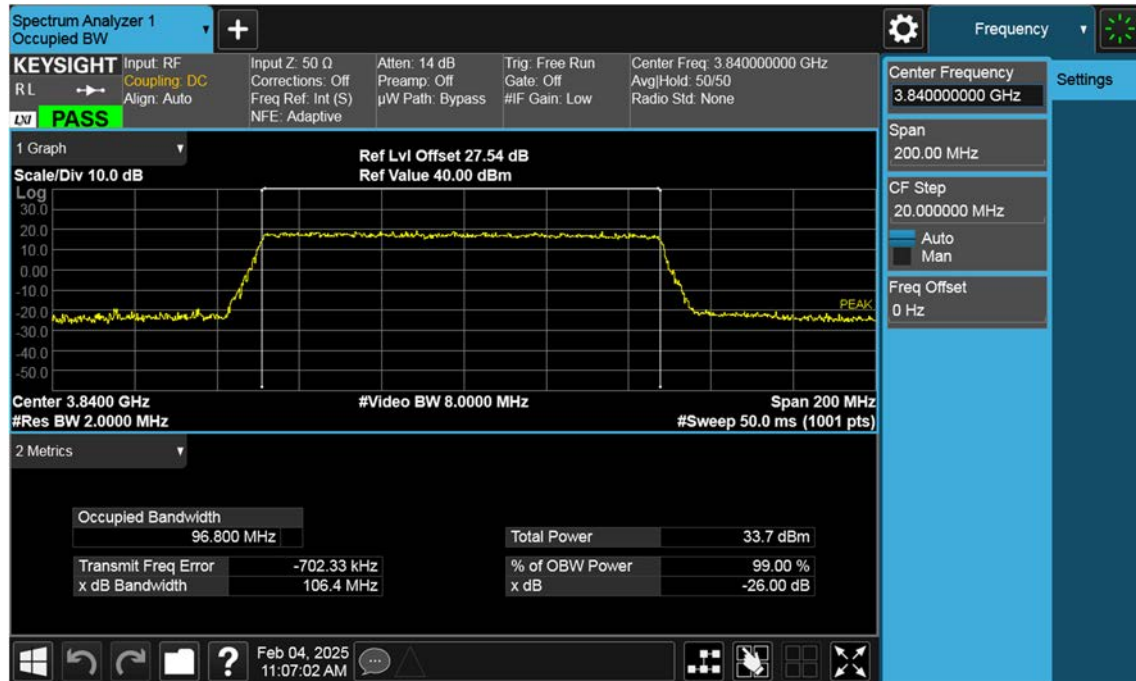 Spectrum Analyzer 1
Occupied BW
Frequency
KEYSIGHT
R L
LXI PASS
Input: RF
Coupling: DC
Align: Auto
Input Z: 50 Ω
Corrections: Off
Freq Ref: Int (S)
NFE: Adaptive
Atten: 14 dB
Preamp: Off
µW Path: Bypass
Trig: Free Run
Gate: Off
#IF Gain: Low
Center Freq: 3.840000000 GHz
Avg|Hold: 50/50
Radio Std: None
Center Frequency
3.840000000 GHz
Settings
Span
200.00 MHz
CF Step
20.000000 MHz
Auto
Man
Freq Offset
0 Hz
1 Graph
Scale/Div 10.0 dB
Ref Lvl Offset 27.54 dB
Ref Value 40.00 dBm
Log
30.0
20.0
10.0
0.00
-10.0
-20.0
-30.0
-40.0
-50.0
PEAK
Center 3.8400 GHz
#Video BW 8.0000 MHz
Span 200 MHz
#Res BW 2.0000 MHz
#Sweep 50.0 ms (1001 pts)
2 Metrics
Occupied Bandwidth
96.800 MHz
Total Power 33.7 dBm
Transmit Freq Error -702.33 kHz
% of OBW Power 99.00 %
x dB Bandwidth 106.4 MHz
x dB -26.00 dB
?
Feb 04, 2025
11:07:02 AM